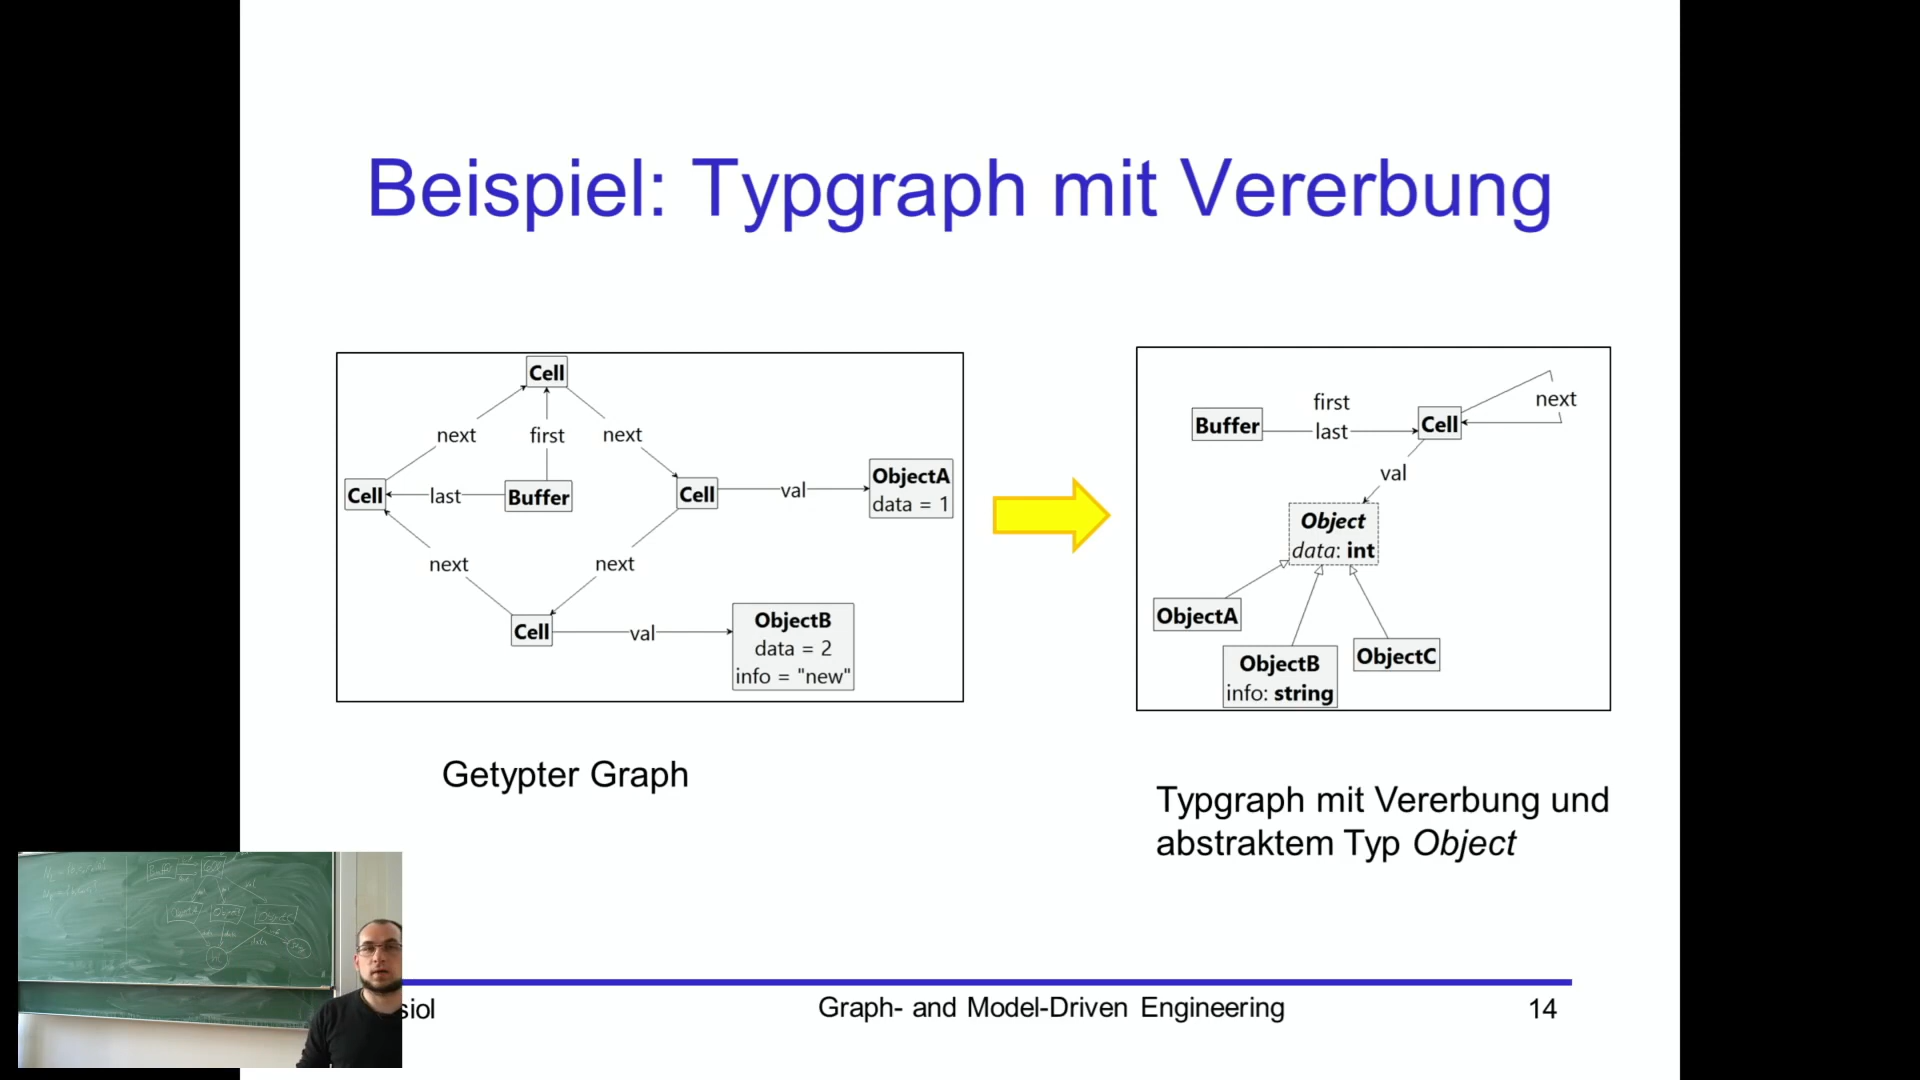 Beispiel: Typgraph mit Vererbung
Cell
next
first
next
Cell
last
Buffer
Cell
val
ObjectA
data = 1
next
next
Cell
val
ObjectB
data = 2
info = "new"
first
Buffer
last
Cell
next
val
Object
data: int
ObjectA
ObjectB
info: string
ObjectC
Getypter Graph
Typgraph mit Vererbung und
abstraktem Typ Object
siol
Graph- and Model-Driven Engineering
14